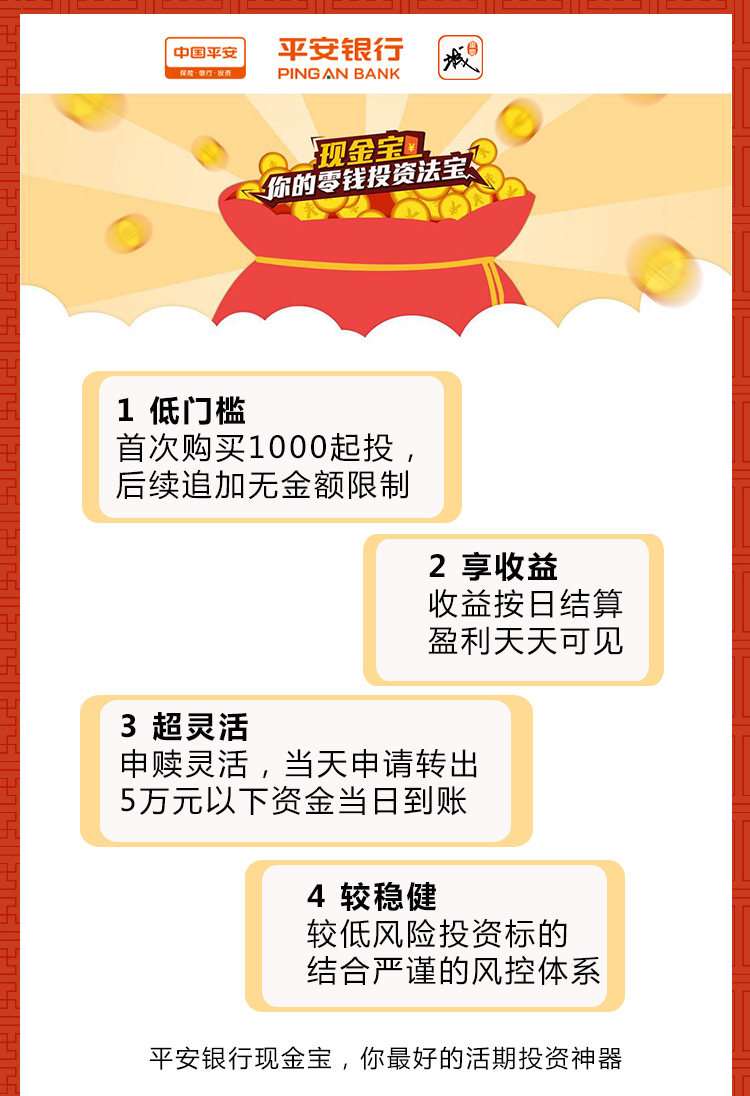 中国平安
保险·银行·投资
平安银行
PING AN BANK
诚
现金宝
你的零钱投资法宝
1 低门槛
首次购买1000起投，
后续追加无金额限制
2 享收益
收益按日结算
盈利天天可见
3 超灵活
申赎灵活，当天申请转出
5万元以下资金当日到账
4 较稳健
较低风险投资标的
结合严谨的风控体系
平安银行现金宝，你最好的活期投资神器